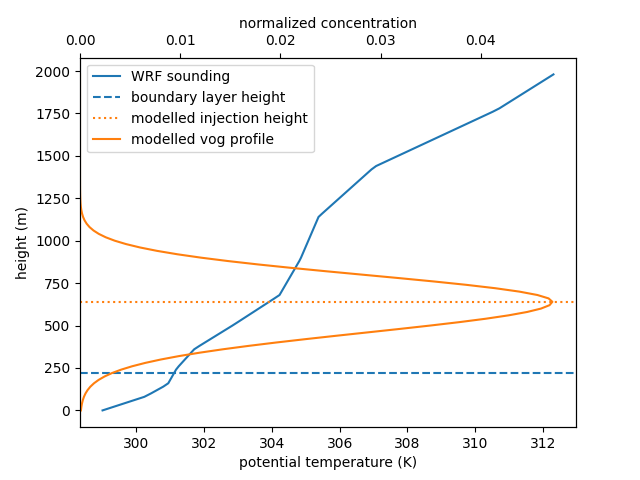 normalized concentration
0.00 0.01 0.02 0.03 0.04
WRF sounding
boundary layer height
modelled injection height
modelled vog profile
height (m)
2000
1750
1500
1250
1000
750
500
250
0
300 302 304 306 308 310 312
potential temperature (K)